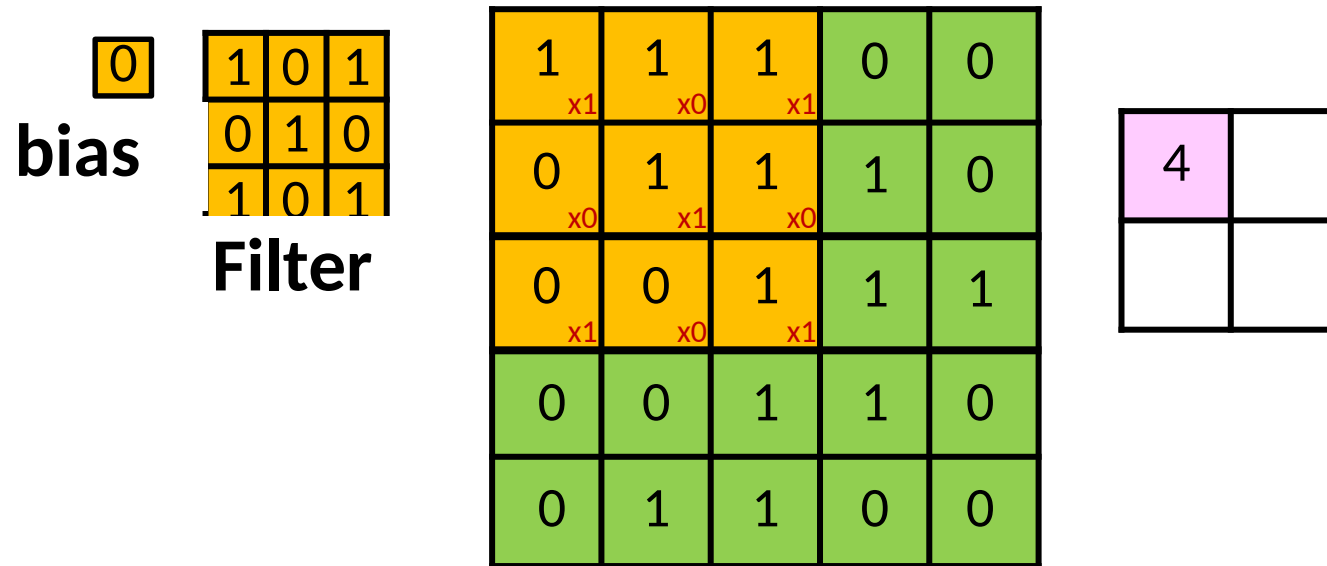 0
bias
1 0 1
0 1 0
1 0 1
Filter
1 x1 1 x0 1 x1 0 0
0 x0 1 x1 1 x0 1 0
0 x1 0 x0 1 x1 1 1
0 0 1 1 0
0 1 1 0 0
4